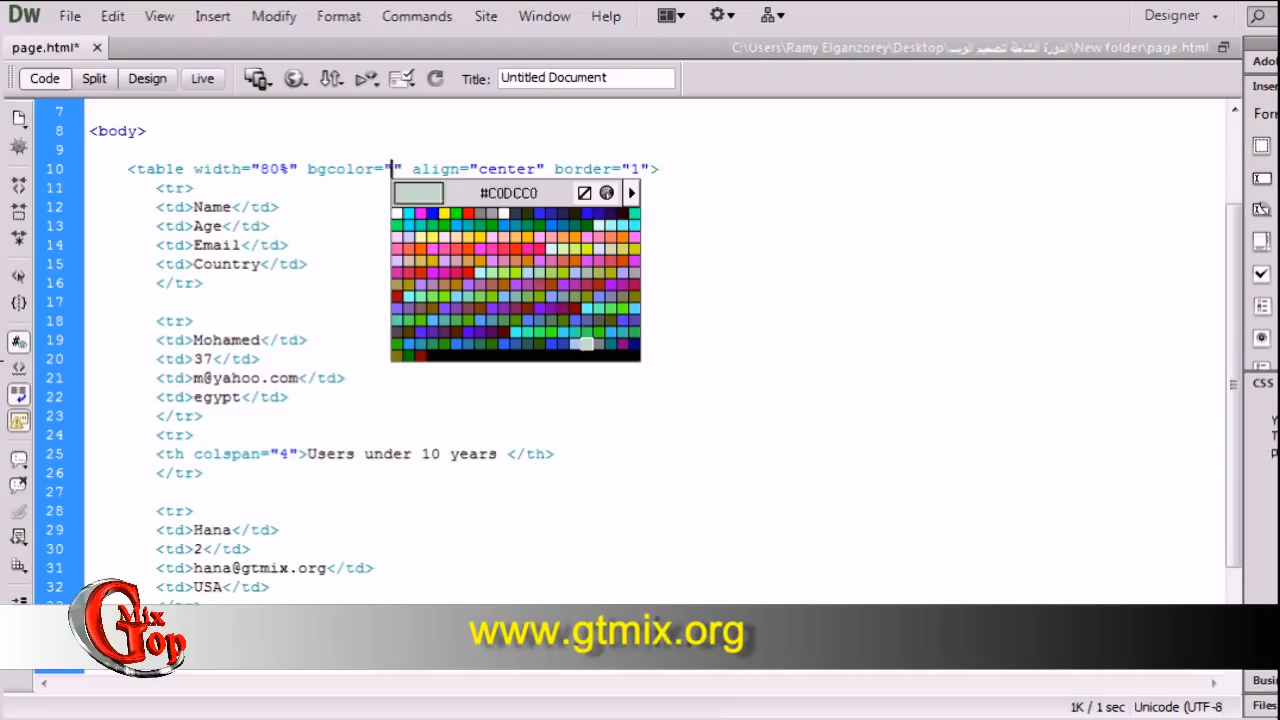 DW File Edit View Insert Modify Format Commands Site Window Help Designer
page.html* × C:\Users\Ramy Elganzorey\Desktop\الدورة الشاملة لتصميم الويب\New folder\page.html
Code Split Design Live Title: Untitled Document
Adol
Inser
For
7
8 <body>
9
10 <table width="80%" bgcolor="" align="center" border="1">
#C0DCC0
11 <tr>
12 <td>Name</td>
13 <td>Age</td>
14 <td>Email</td>
15 <td>Country</td>
16 </tr>
17
18 <tr>
19 <td>Mohamed</td>
20 <td>37</td>
21 <td>m@yahoo.com</td>
22 <td>egypt</td>
23 </tr>
24 <tr>
25 <th colspan="4">Users under 10 years </th>
26 </tr>
27
28 <tr>
29 <td>Hana</td>
30 <td>2</td>
31 <td>hana@gtmix.org</td>
32 <td>USA</td>
CSS
GTop Mix
www.gtmix.org
Busi
Files
1K / 1 sec Unicode (UTF-8